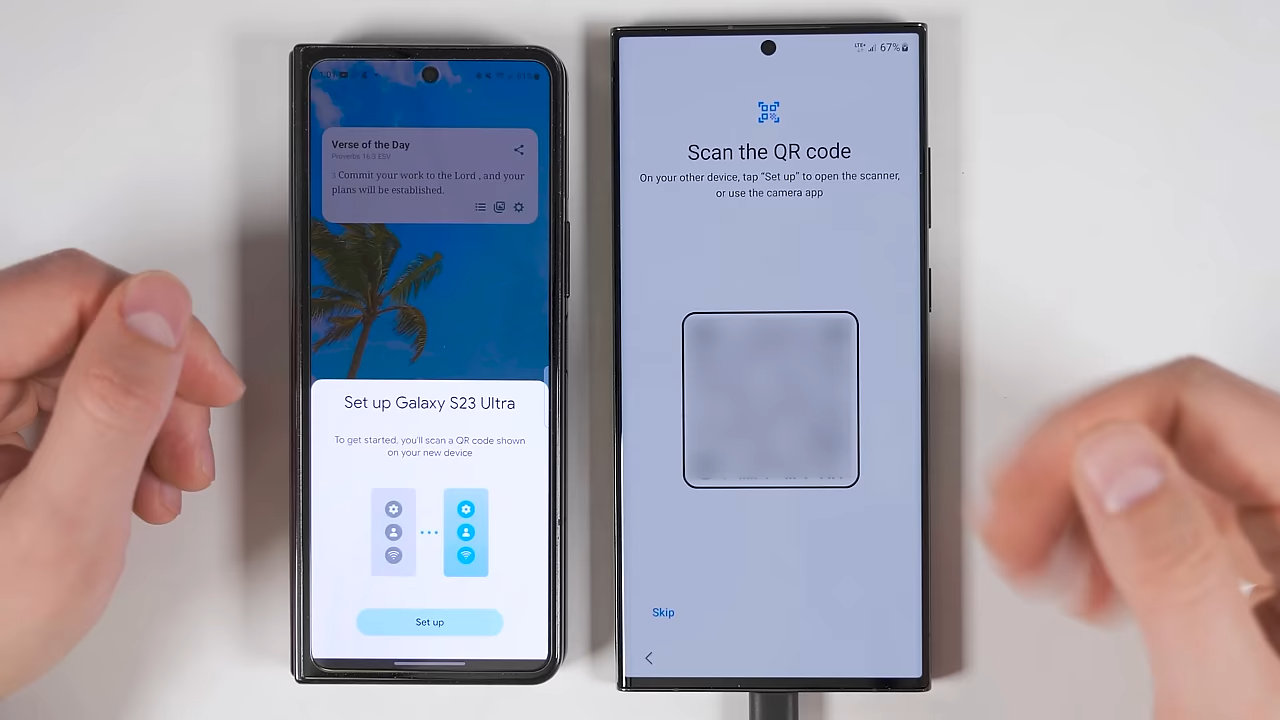 1:01
Verse of the Day
Proverbs 16:3 ESV
3 Commit your work to the Lord , and your
plans will be established.
Set up Galaxy S23 Ultra
To get started, you'll scan a QR code shown
on your new device
Set up
LTE+ 67%
Scan the QR code
On your other device, tap "Set up" to open the scanner,
or use the camera app
Skip